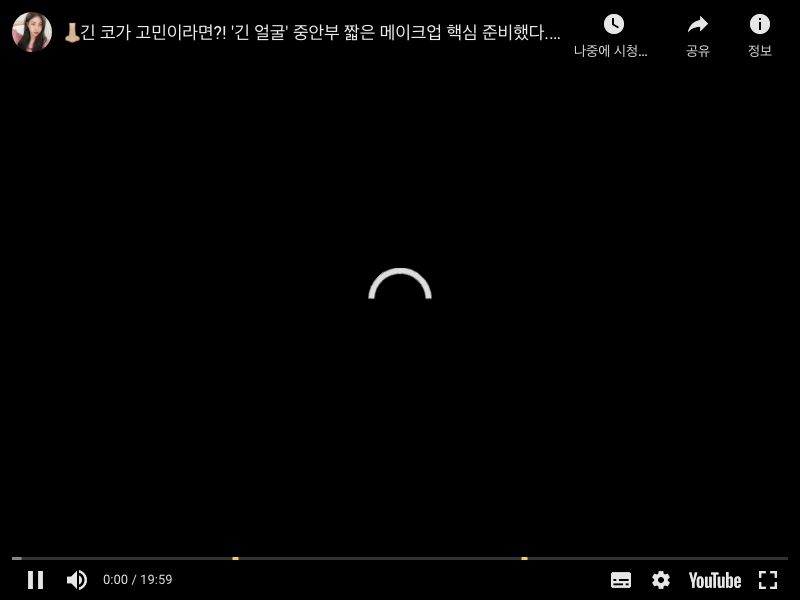 👃긴 코가 고민이라면?! '긴 얼굴' 중안부 짧은 메이크업 핵심 준비했다....
나중에 시청...
공유
정보
0:00 / 19:59
YouTube